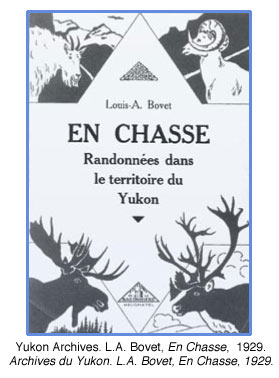 Louis-A. Bovet
EN CHASSE
Randonnées dans
le territoire du
Yukon
NEUCHATEL
Yukon Archives. L.A. Bovet, En Chasse, 1929.
Archives du Yukon. L.A. Bovet, En Chasse, 1929.